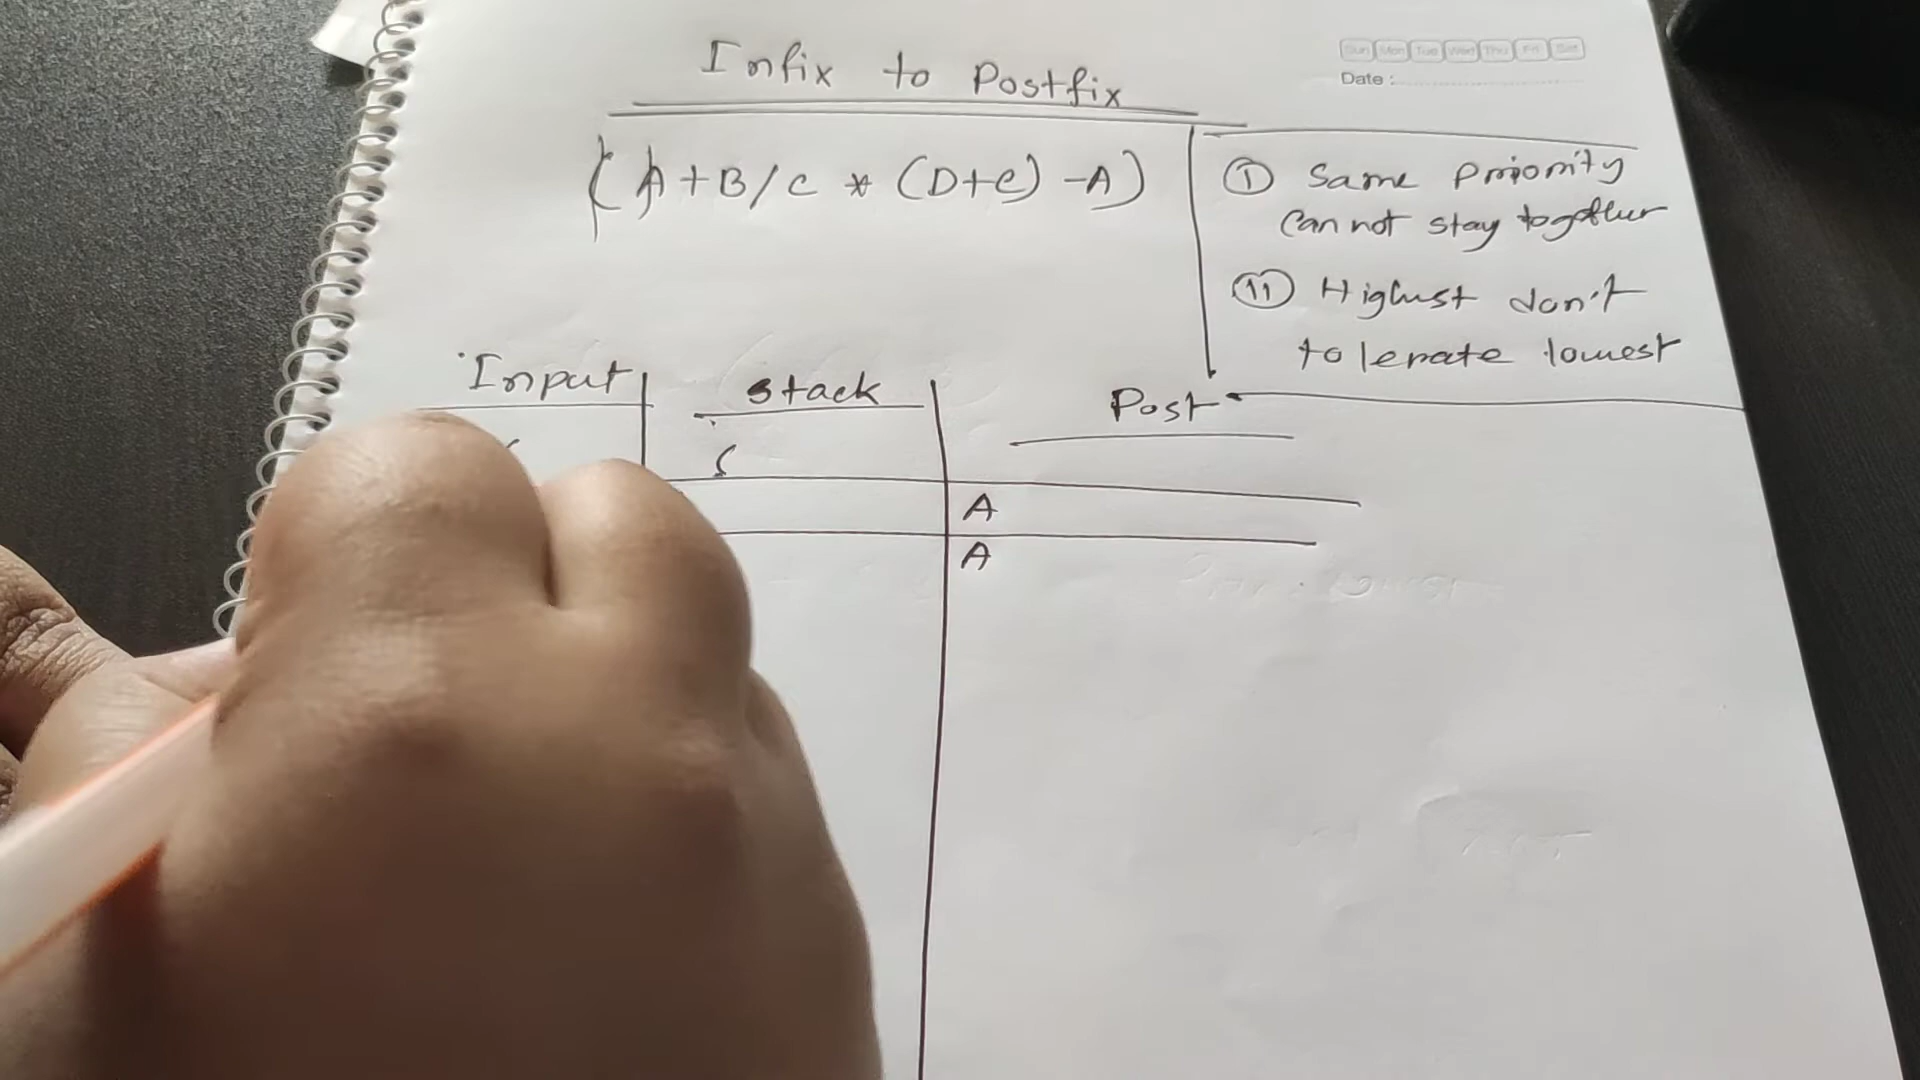 Infix to Postfix
Sun Mon Tue Wed Thu Fri Sat
Date :
( A + B / C * (D+e) - A )
① Same Priority
Can not stay together
(11) Highest don't
tolerate lowest
Input stack Post
( A
A